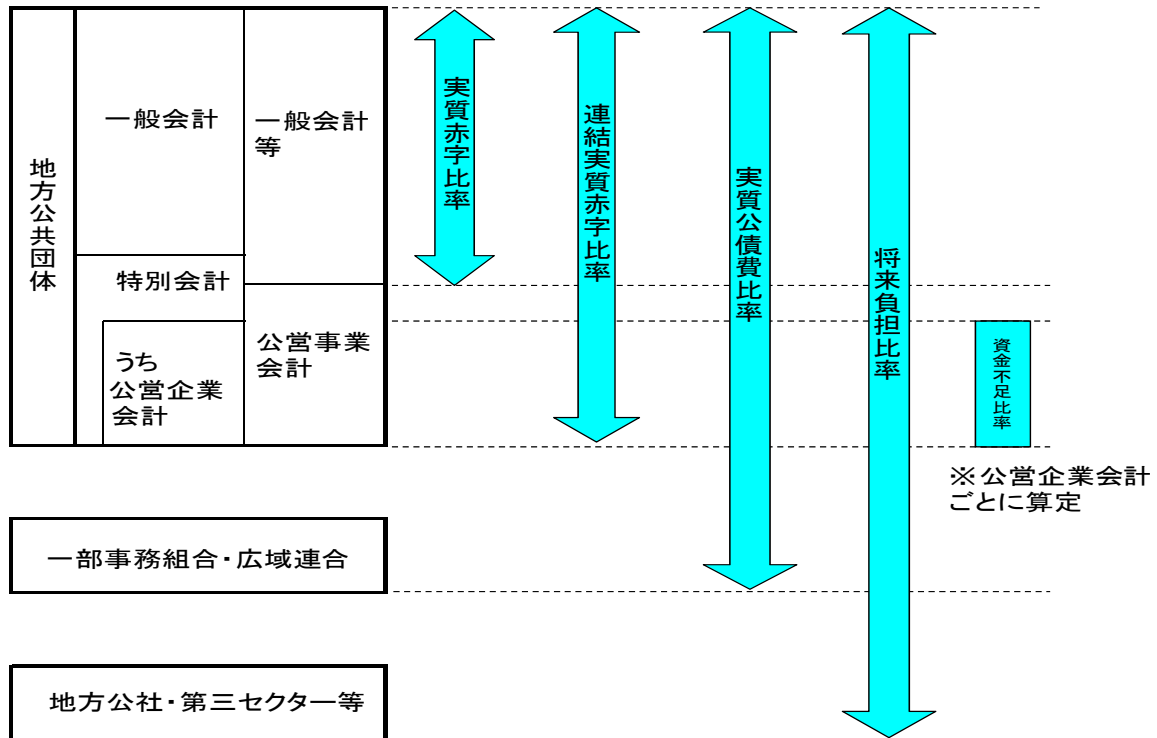 地方公共団体
一般会計
一般会計
等
特別会計
うち
公営企業
会計
公営事業
会計
実質赤字比率
連結実質赤字比率
実質公債費比率
将来負担比率
資金不足比率
※公営企業会計
ごとに算定
一部事務組合・広域連合
地方公社・第三セクター等